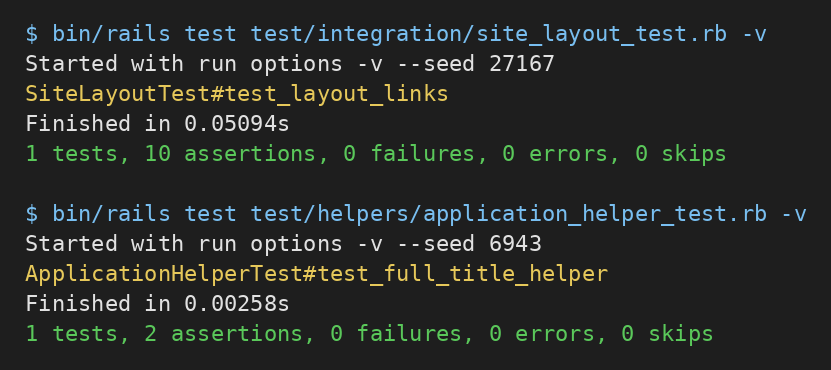 $ bin/rails test test/integration/site_layout_test.rb -v
Started with run options -v --seed 27167
SiteLayoutTest#test_layout_links
Finished in 0.05094s
1 tests, 10 assertions, 0 failures, 0 errors, 0 skips
$ bin/rails test test/helpers/application_helper_test.rb -v
Started with run options -v --seed 6943
ApplicationHelperTest#test_full_title_helper
Finished in 0.00258s
1 tests, 2 assertions, 0 failures, 0 errors, 0 skips